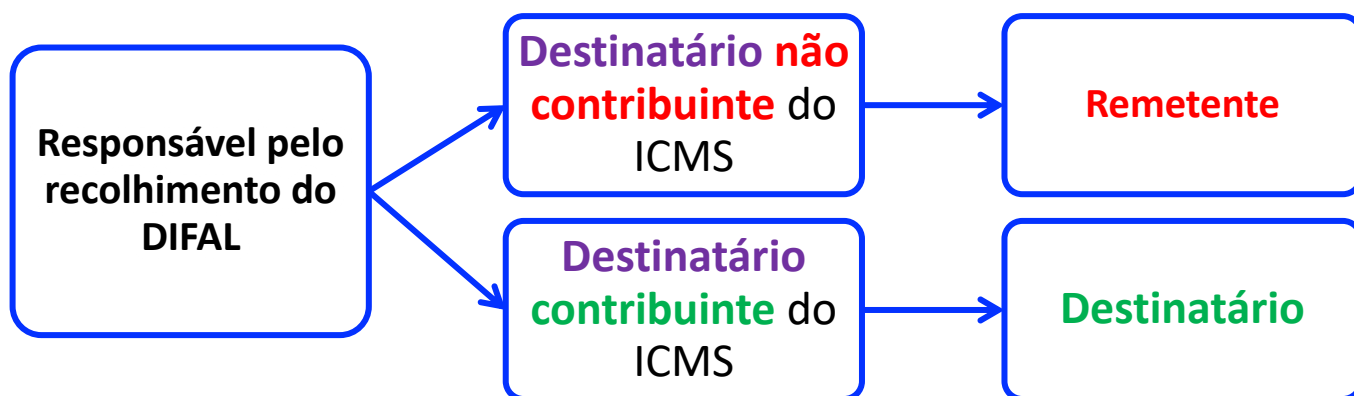 Responsável pelo
recolhimento do
DIFAL
Destinatário não
contribuinte do
ICMS
Remetente
Destinatário
contribuinte do
ICMS
Destinatário